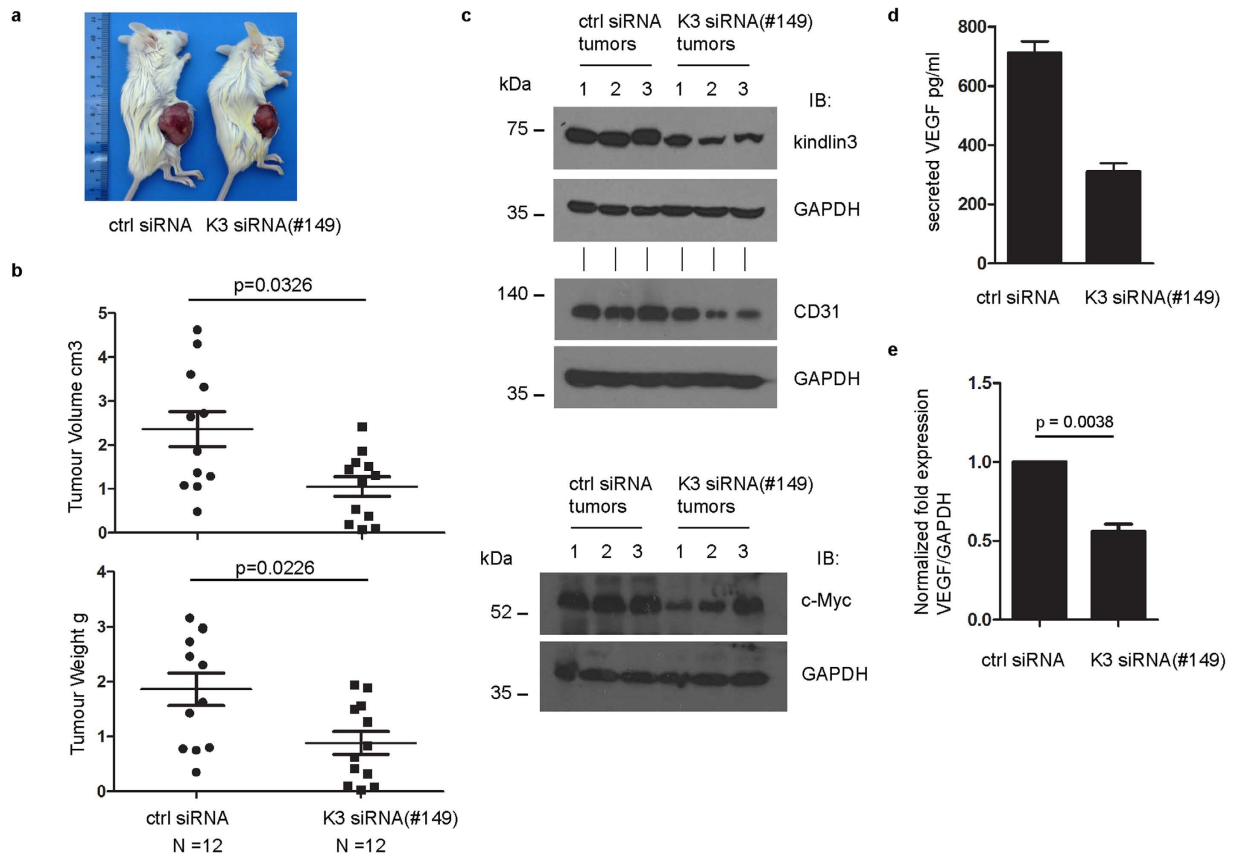 a
ctrl siRNA K3 siRNA(#149)
b
p=0.0326
5
4
3
2
1
0
Tumour Volume cm3
p=0.0226
4
3
2
1
0
Tumour Weight g
ctrl siRNA K3 siRNA(#149)
N =12 N =12
c
ctrl siRNA K3 siRNA(#149)
tumors tumors
kDa 1 2 3 1 2 3 IB:
75 kindlin3
35 GAPDH
140 CD31
35 GAPDH
ctrl siRNA K3 siRNA(#149)
tumors tumors
kDa 1 2 3 1 2 3 IB:
52 c-Myc
35 GAPDH
d
800
600
400
200
0
secreted VEGF pg/ml
ctrl siRNA K3 siRNA(#149)
e
1.5
1.0
0.5
0.0
p = 0.0038
Normalized fold expression
VEGF/GAPDH
ctrl siRNA K3 siRNA(#149)